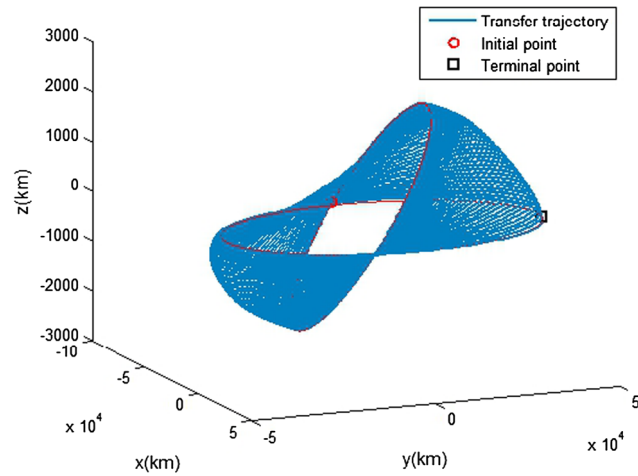 Transfer trajectory
Initial point
Terminal point
3000
2000
1000
0
-1000
-2000
-3000
z(km)
-10
-5
0
5
x 10^4
x(km)
-5
0
5
x 10^4
y(km)